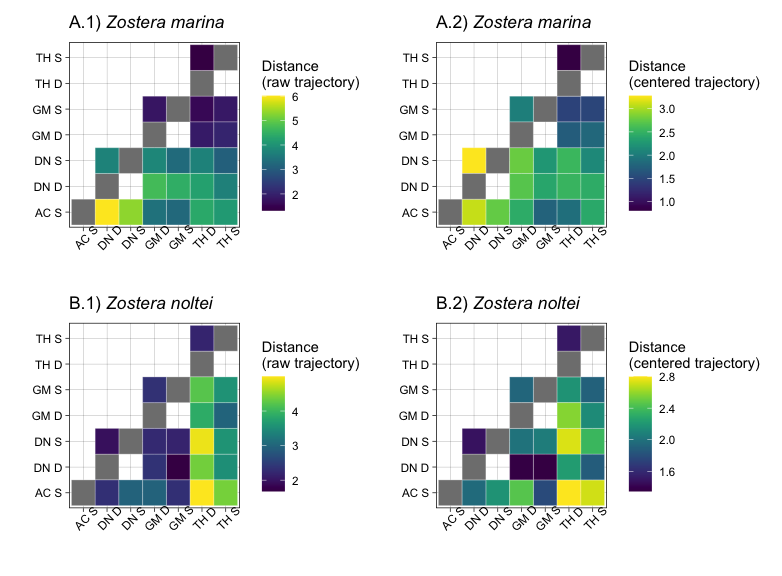 A.1) Zostera marina
TH S
TH D
GM S
GM D
DN S
DN D
AC S
AC S
DN D
DN S
GM D
GM S
TH D
TH S
Distance
(raw trajectory)
6
5
4
3
2
A.2) Zostera marina
TH S
TH D
GM S
GM D
DN S
DN D
AC S
AC S
DN D
DN S
GM D
GM S
TH D
TH S
Distance
(centered trajectory)
3.0
2.5
2.0
1.5
1.0
B.1) Zostera noltei
TH S
TH D
GM S
GM D
DN S
DN D
AC S
AC S
DN D
DN S
GM D
GM S
TH D
TH S
Distance
(raw trajectory)
4
3
2
B.2) Zostera noltei
TH S
TH D
GM S
GM D
DN S
DN D
AC S
AC S
DN D
DN S
GM D
GM S
TH D
TH S
Distance
(centered trajectory)
2.8
2.4
2.0
1.6